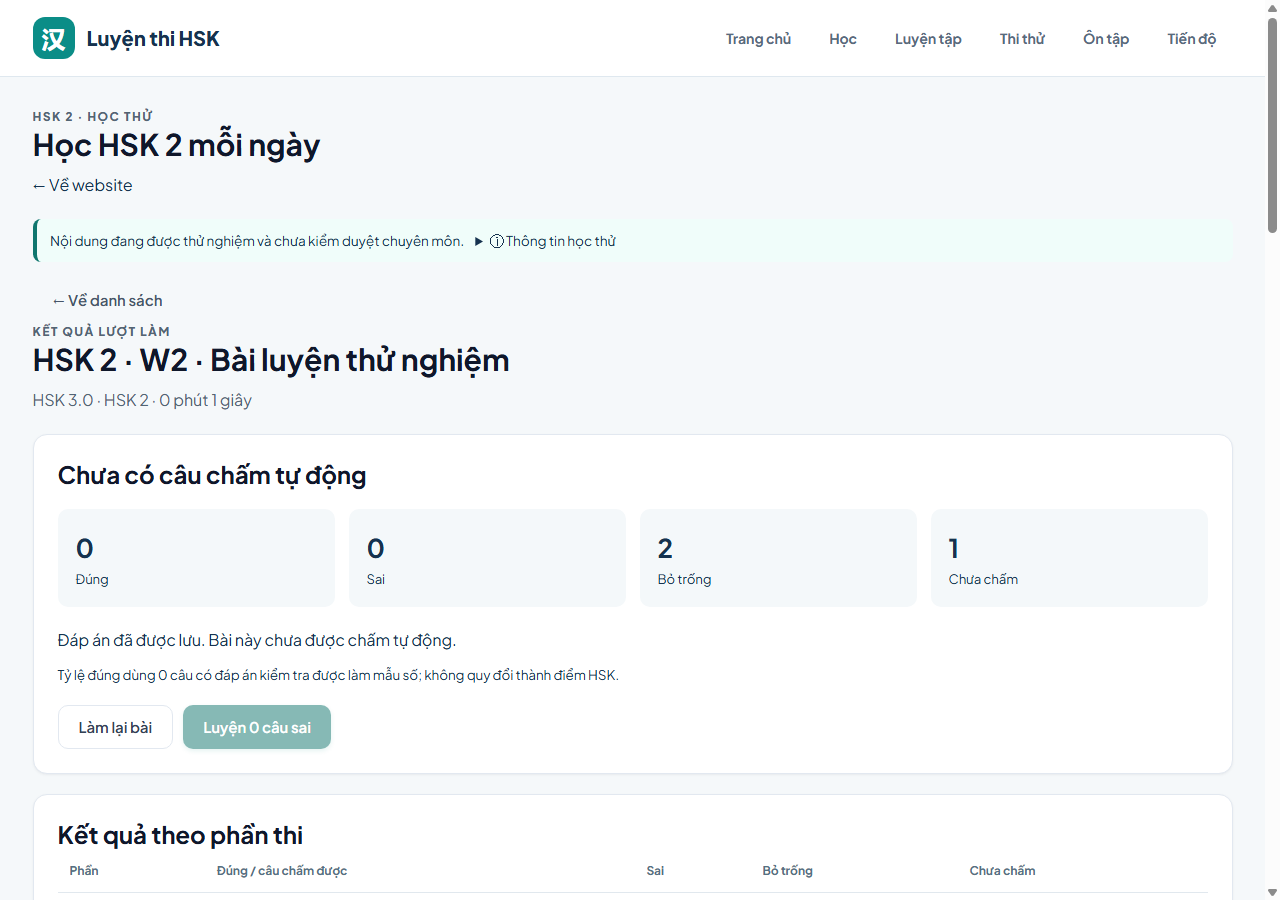 汉 Luyện thi HSK
Trang chủ Học Luyện tập Thi thử Ôn tập Tiến độ
HSK 2 · HỌC THỬ
Học HSK 2 mỗi ngày
← Về website
Nội dung đang được thử nghiệm và chưa kiểm duyệt chuyên môn. ▶ ⓘ Thông tin học thử
← Về danh sách
KẾT QUẢ LƯỢT LÀM
HSK 2 · W2 · Bài luyện thử nghiệm
HSK 3.0 · HSK 2 · 0 phút 1 giây
Chưa có câu chấm tự động
0 0 2 1
Đúng Sai Bỏ trống Chưa chấm
Đáp án đã được lưu. Bài này chưa được chấm tự động.
Tỷ lệ đúng dùng 0 câu có đáp án kiểm tra được làm mẫu số; không quy đổi thành điểm HSK.
Làm lại bài Luyện 0 câu sai
Kết quả theo phần thi
Phần Đúng / câu chấm được Sai Bỏ trống Chưa chấm